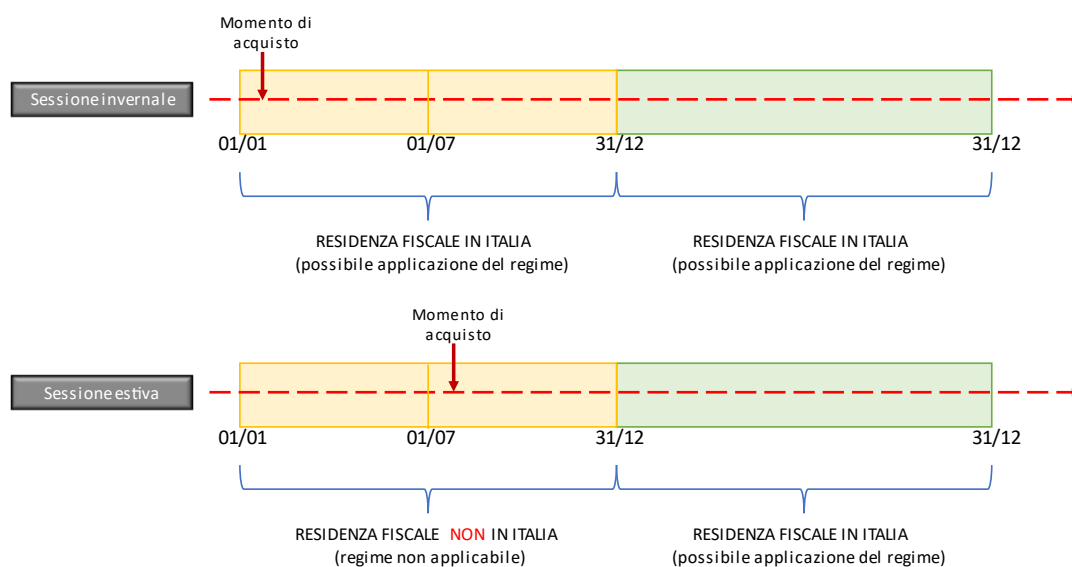 Momento di
acquisto
Sessione invernale
01/01
01/07
31/12
31/12
RESIDENZA FISCALE IN ITALIA
(possibile applicazione del regime)
RESIDENZA FISCALE IN ITALIA
(possibile applicazione del regime)
Momento di
acquisto
Sessione estiva
01/01
01/07
31/12
31/12
RESIDENZA FISCALE NON IN ITALIA
(regime non applicabile)
RESIDENZA FISCALE IN ITALIA
(possibile applicazione del regime)